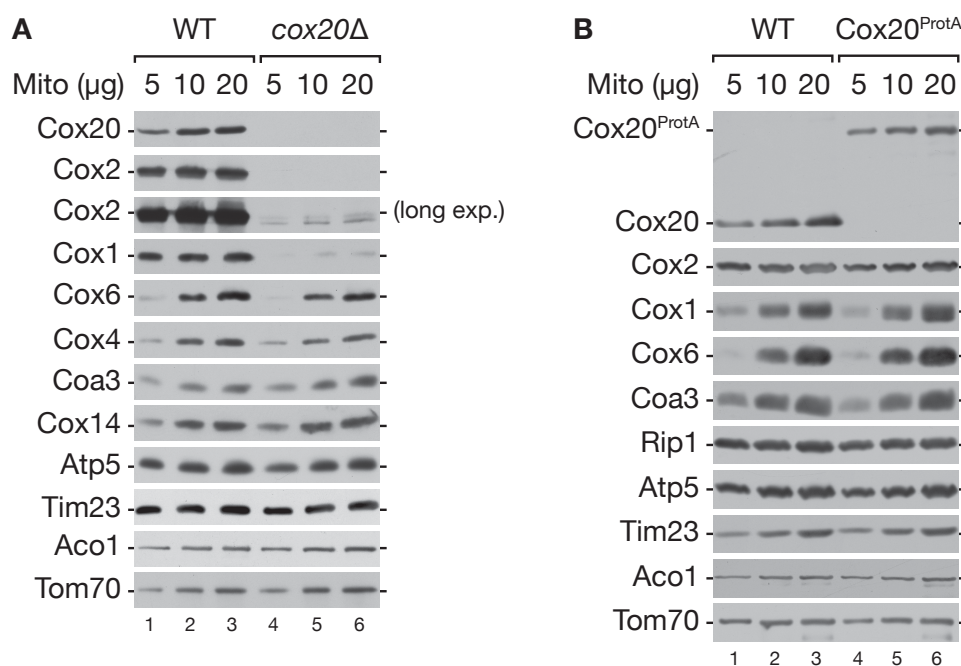 A
WT cox20Δ
Mito (µg) 5 10 20 5 10 20
Cox20
Cox2
Cox2 (long exp.)
Cox1
Cox6
Cox4
Coa3
Cox14
Atp5
Tim23
Aco1
Tom70
1 2 3 4 5 6
B
WT Cox20ProtA
Mito (µg) 5 10 20 5 10 20
Cox20ProtA
Cox20
Cox2
Cox1
Cox6
Coa3
Rip1
Atp5
Tim23
Aco1
Tom70
1 2 3 4 5 6